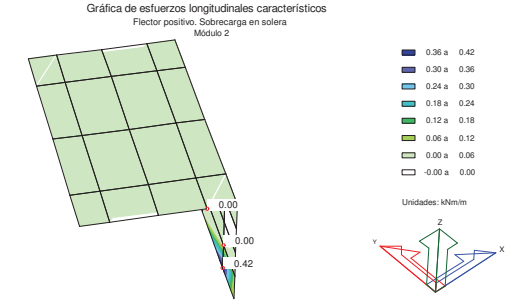 Gráfica de esfuerzos longitudinales característicos
Flector positivo. Sobrecarga en solera
Módulo 2
0.36 a 0.42
0.30 a 0.36
0.24 a 0.30
0.18 a 0.24
0.12 a 0.18
0.06 a 0.12
0.00 a 0.06
-0.00 a 0.00
Unidades: kNm/m
0.00
0.00
0.42
Z
Y
X